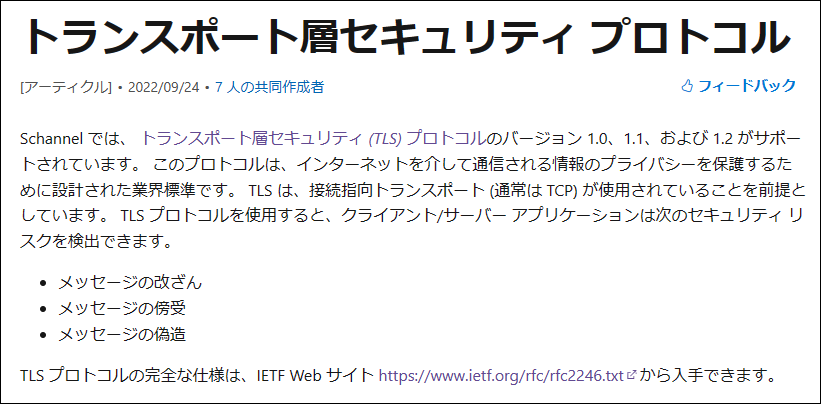 トランスポート層セキュリティ プロトコル
[アーティクル] • 2022/09/24 • 7 人の共同作成者
フィードバック
Schannel では、 トランスポート層セキュリティ (TLS) プロトコルのバージョン 1.0、1.1、および 1.2 がサポー
トされています。 このプロトコルは、インターネットを介して通信される情報のプライバシーを保護するた
めに設計された業界標準です。 TLS は、接続指向トランスポート (通常は TCP) が使用されていることを前提と
しています。 TLS プロトコルを使用すると、クライアント/サーバー アプリケーションは次のセキュリティ リ
スクを検出できます。
• メッセージの改ざん
• メッセージの傍受
• メッセージの偽造
TLS プロトコルの完全な仕様は、IETF Web サイト https://www.ietf.org/rfc/rfc2246.txt から入手できます。